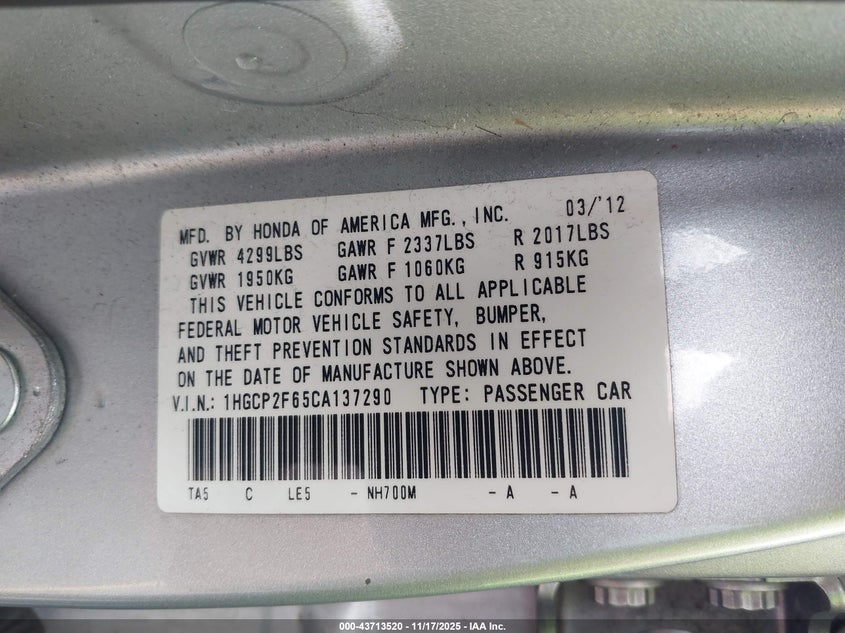 MFD. BY HONDA OF AMERICA MFG., INC. 03/'12
GVWR 4299LBS GAWR F 2337LBS R 2017LBS
GVWR 1950KG GAWR F 1060KG R 915KG
THIS VEHICLE CONFORMS TO ALL APPLICABLE
FEDERAL MOTOR VEHICLE SAFETY, BUMPER,
AND THEFT PREVENTION STANDARDS IN EFFECT
ON THE DATE OF MANUFACTURE SHOWN ABOVE.
V.I.N.: 1HGCP2F65CA137290 TYPE: PASSENGER CAR
TA5 C LE5 - NH700M - A - A
000-43713520 - 11/17/2025 - IAA Inc.